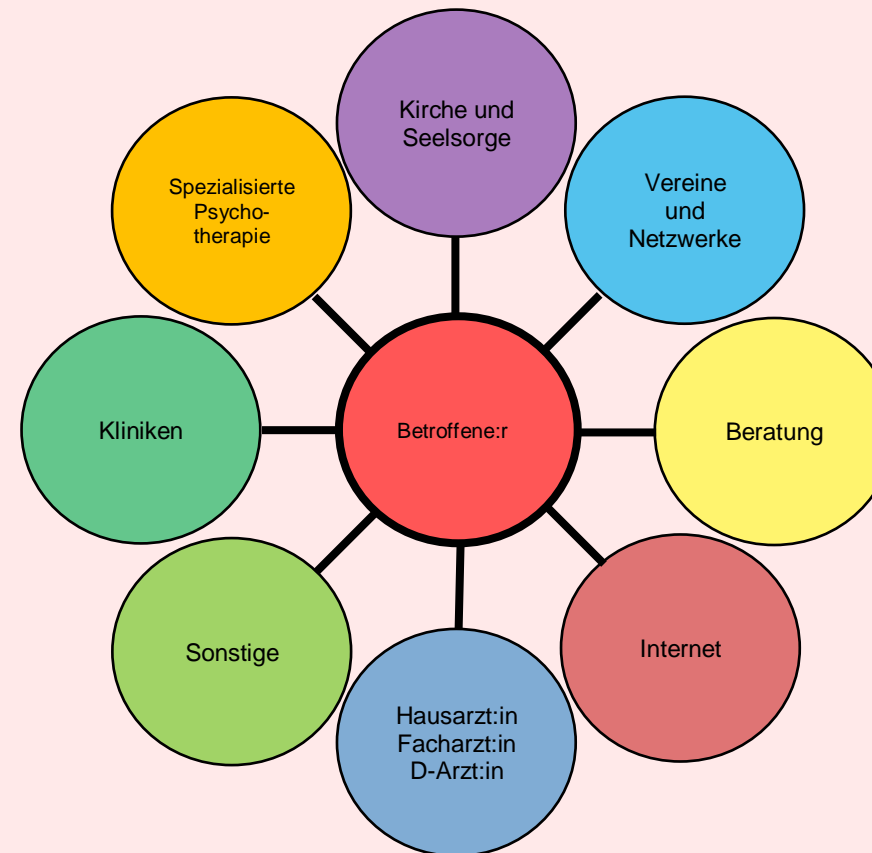 Kirche und
Seelsorge
Spezialisierte
Psycho-
therapie
Vereine
und
Netzwerke
Kliniken
Betroffene:r
Beratung
Sonstige
Internet
Hausarzt:in
Facharzt:in
D-Arzt:in